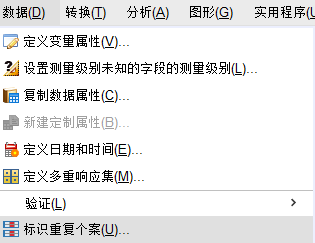 数据(D) 转换(T) 分析(A) 图形(G) 实用程序(U
定义变量属性(V)...
设置测量级别未知的字段的测量级别(L)...
复制数据属性(C)...
新建定制属性(B)...
定义日期和时间(E)...
定义多重响应集(M)...
验证(L)
标识重复个案(U)...